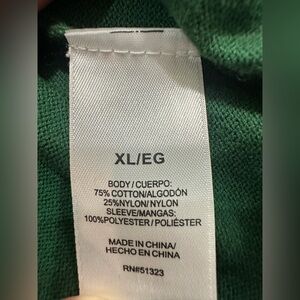 XL/EG
BODY/CUERPO:
75% COTTON/ALGODÓN
25%NYLON/NYLON
SLEEVE/MANGAS:
100%POLYESTER/POLIÉSTER
MADE IN CHINA/
HECHO EN CHINA
RN#51323